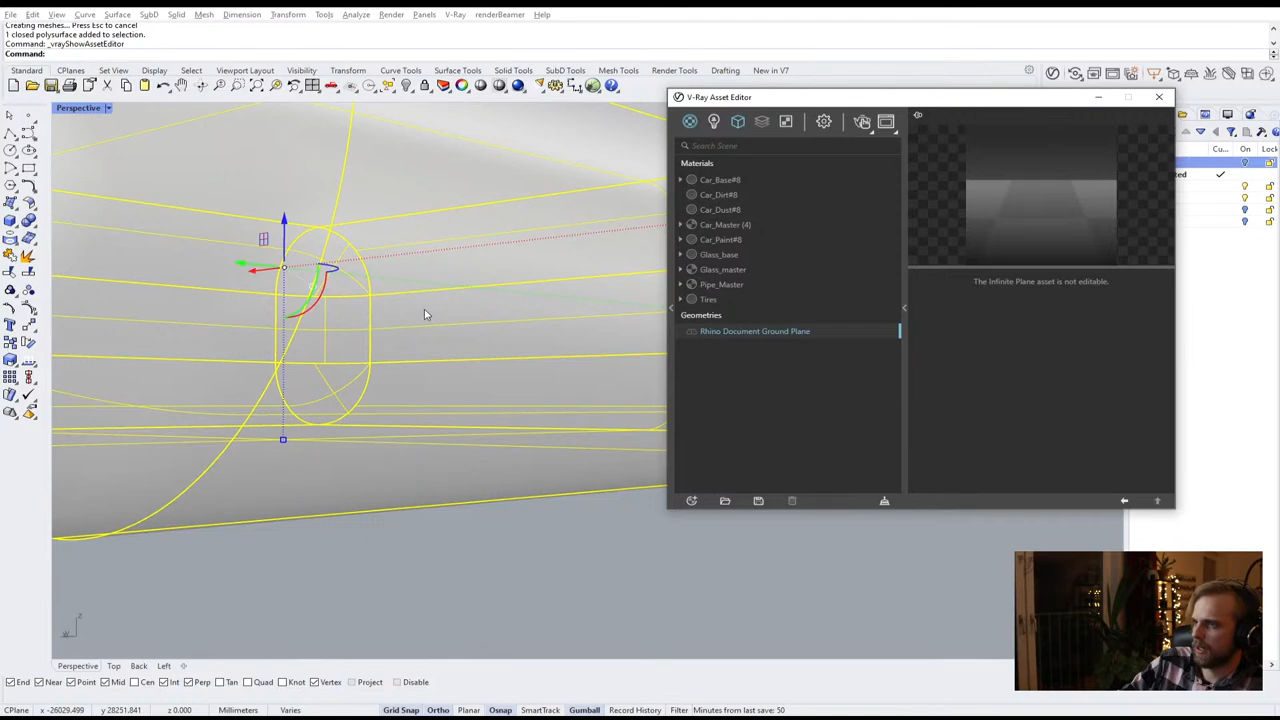 File Edit View Curve Surface SubD Solid Mesh Dimension Transform Tools Analyze Render Panels V-Ray renderBeamer Help
Creating meshes... Press Esc to cancel
1 closed polysurface added to selection.
Command: _vrayShowAssetEditor
Command:
Standard CPlanes Set View Display Select Viewport Layout Visibility Transform Curve Tools Surface Tools Solid Tools SubD Tools Mesh Tools Render Tools Drafting New in V7
Perspective
V-Ray Asset Editor
Search Scene
Materials
Car_Base#8
Car_Dirt#8
Car_Dust#8
Car_Master (4)
Car_Paint#8
Glass_base
Glass_master
Pipe_Master
Tires
Geometries
Rhino Document Ground Plane
The Infinite Plane asset is not editable.
Cu... On Lock
z
Perspective Top Back Left
End Near Point Mid Cen Int Perp Tan Quad Knot Vertex Project Disable
CPlane x -26029.499 y 28251.841 z 0.000 Millimeters Varies Grid Snap Ortho Planar Osnap SmartTrack Gumball Record History Filter Minutes from last save: 50